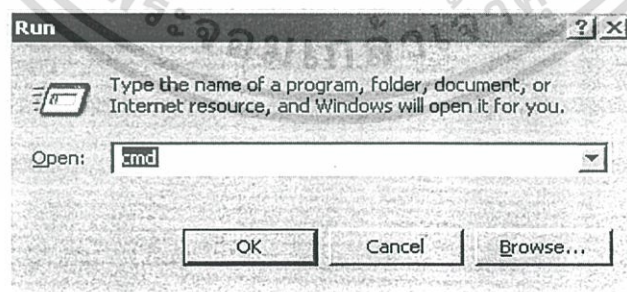 Run
Type the name of a program, folder, document, or
Internet resource, and Windows will open it for you.
Open: cmd
OK Cancel Browse...